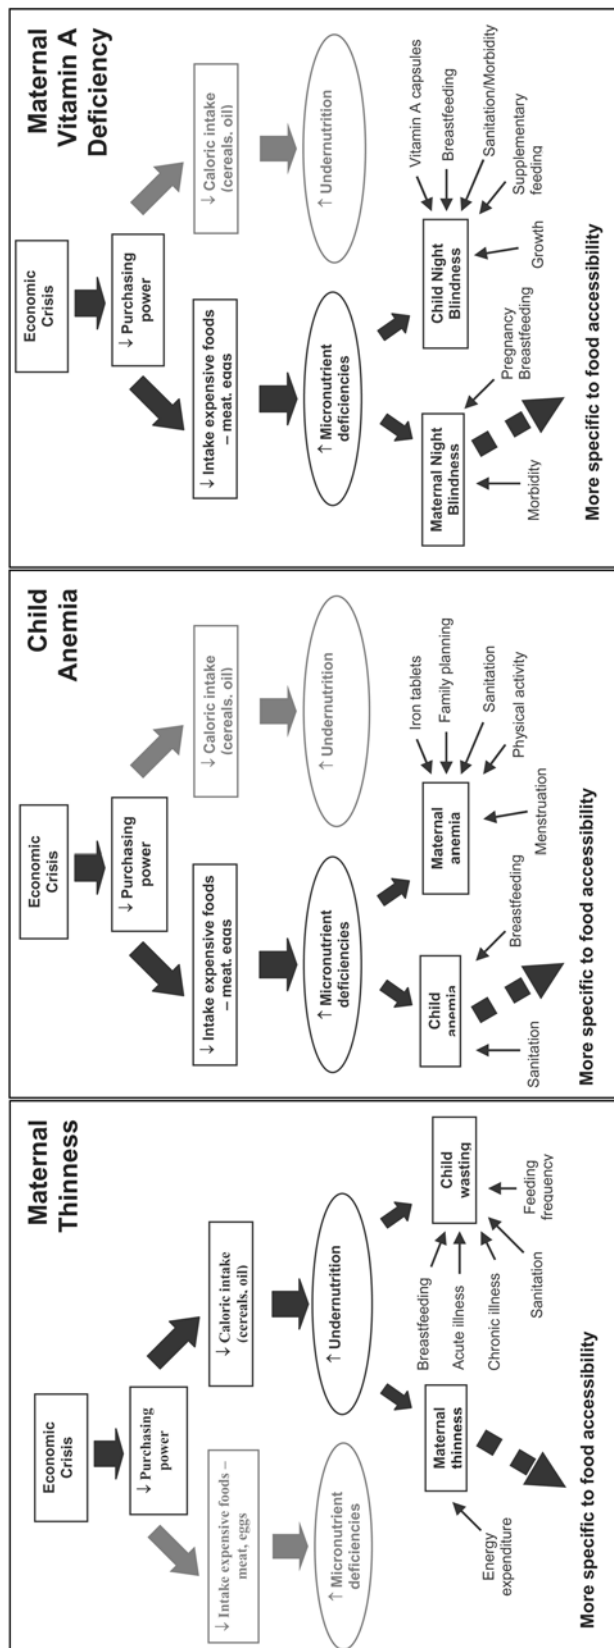 Maternal
Thinness
Economic
Crisis
↓ Purchasing
power
↓ Intake expensive foods –
meat, eggs
↓ Caloric intake
(cereals. oil)
↑ Micronutrient
deficiencies
↑ Undernutrition
Maternal
thinness
Child
wasting
Energy
expenditure
Breastfeeding
Acute illness
Chronic illness
Sanitation
Feeding
frequency
More specific to food accessibility
Child
Anemia
Economic
Crisis
↓ Purchasing
power
↓ Intake expensive foods
– meat. eggs
↓ Caloric intake
(cereals. oil)
↑ Micronutrient
deficiencies
↑ Undernutrition
Child
anemia
Maternal
anemia
Sanitation
Breastfeeding
Iron tablets
Family planning
Sanitation
Physical activity
Menstruation
More specific to food accessibility
Maternal
Vitamin A
Deficiency
Economic
Crisis
↓ Purchasing
power
↓ Intake expensive foods
– meat. eggs
↓ Caloric intake
(cereals. oil)
↑ Micronutrient
deficiencies
↑ Undernutrition
Maternal Night
Blindness
Child Night
Blindness
Morbidity
Pregnancy
Breastfeeding
Vitamin A capsules
Breastfeeding
Sanitation/Morbidity
Supplementary
feeding
Growth
More specific to food accessibility